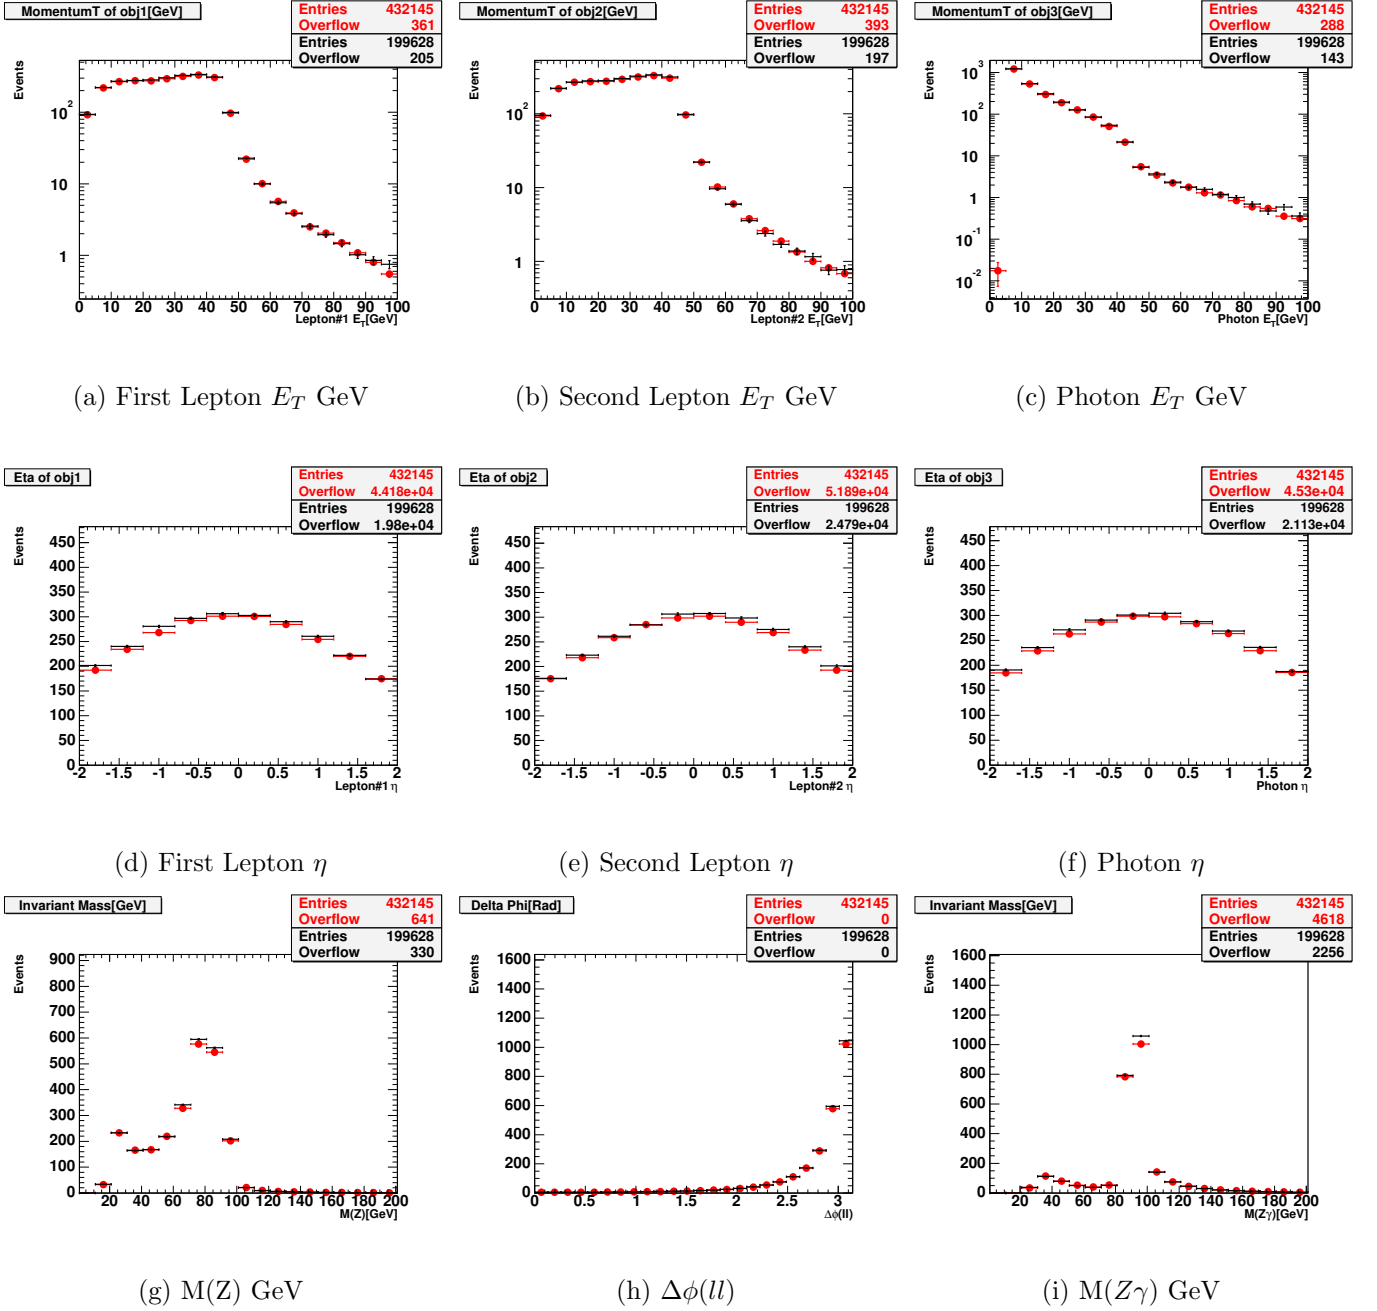 MomentumT of obj1[GeV]
Entries 432145
Overflow 361
Entries 199628
Overflow 205
Events
10^2
10
1
0 10 20 30 40 50 60 70 80 90 100
Lepton#1 E_T[GeV]
(a) First Lepton E_T GeV
MomentumT of obj2[GeV]
Entries 432145
Overflow 393
Entries 199628
Overflow 197
Events
10^2
10
1
0 10 20 30 40 50 60 70 80 90 100
Lepton#2 E_T[GeV]
(b) Second Lepton E_T GeV
MomentumT of obj3[GeV]
Entries 432145
Overflow 288
Entries 199628
Overflow 143
Events
10^3
10^2
10
1
10^-1
10^-2
0 10 20 30 40 50 60 70 80 90 100
Photon E_T[GeV]
(c) Photon E_T GeV
Eta of obj1
Entries 432145
Overflow 4.418e+04
Entries 199628
Overflow 1.98e+04
Events
450
400
350
300
250
200
150
100
50
0
-2 -1.5 -1 -0.5 0 0.5 1 1.5 2
Lepton#1 η
(d) First Lepton η
Eta of obj2
Entries 432145
Overflow 5.189e+04
Entries 199628
Overflow 2.479e+04
Events
450
400
350
300
250
200
150
100
50
0
-2 -1.5 -1 -0.5 0 0.5 1 1.5 2
Lepton#2 η
(e) Second Lepton η
Eta of obj3
Entries 432145
Overflow 4.53e+04
Entries 199628
Overflow 2.113e+04
Events
450
400
350
300
250
200
150
100
50
0
-2 -1.5 -1 -0.5 0 0.5 1 1.5 2
Photon η
(f) Photon η
Invariant Mass[GeV]
Entries 432145
Overflow 641
Entries 199628
Overflow 330
Events
900
800
700
600
500
400
300
200
100
0
20 40 60 80 100 120 140 160 180 200
M(Z)[GeV]
(g) M(Z) GeV
Delta Phi[Rad]
Entries 432145
Overflow 0
Entries 199628
Overflow 0
Events
1600
1400
1200
1000
800
600
400
200
0
0 0.5 1 1.5 2 2.5 3
Δϕ(ll)
(h) Δϕ(ll)
Invariant Mass[GeV]
Entries 432145
Overflow 4618
Entries 199628
Overflow 2256
Events
1600
1400
1200
1000
800
600
400
200
0
20 40 60 80 100 120 140 160 180 200
M(Zγ)[GeV]
(i) M(Zγ) GeV